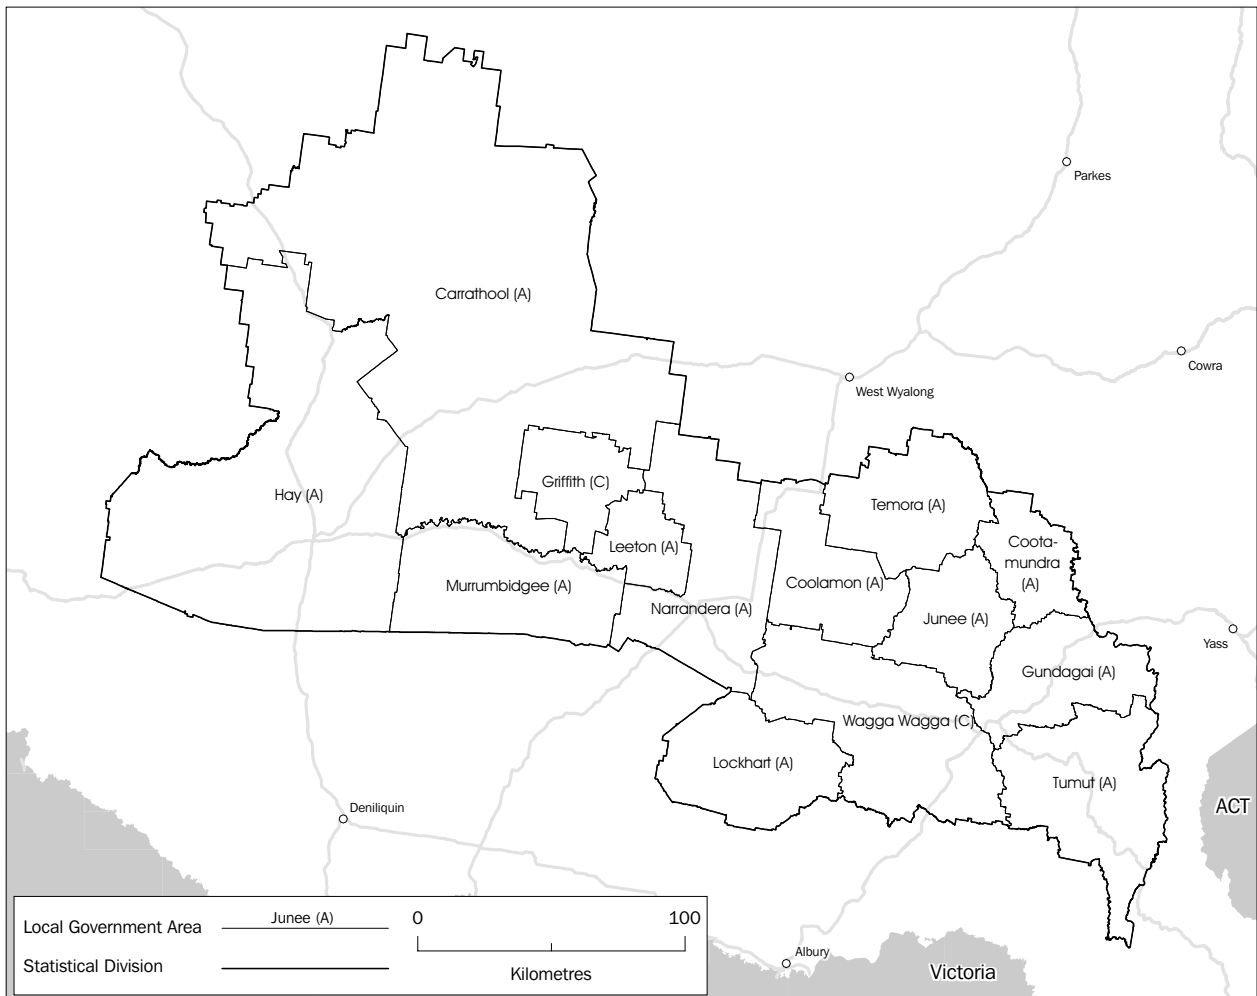 Parkes
Carrathool (A)
Cowra
West Wyalong
Griffith (C)
Hay (A)
Temora (A)
Coota-
mundra
(A)
Leeton (A)
Murrumbidgee (A)
Coolamon (A)
Narrandera (A)
Junee (A)
Yass
Gundagai (A)
Wagga Wagga (C)
Lockhart (A)
Tumut (A)
Deniliquin
ACT
Local Government Area
Junee (A)
0
100
Statistical Division
Kilometres
Albury
Victoria